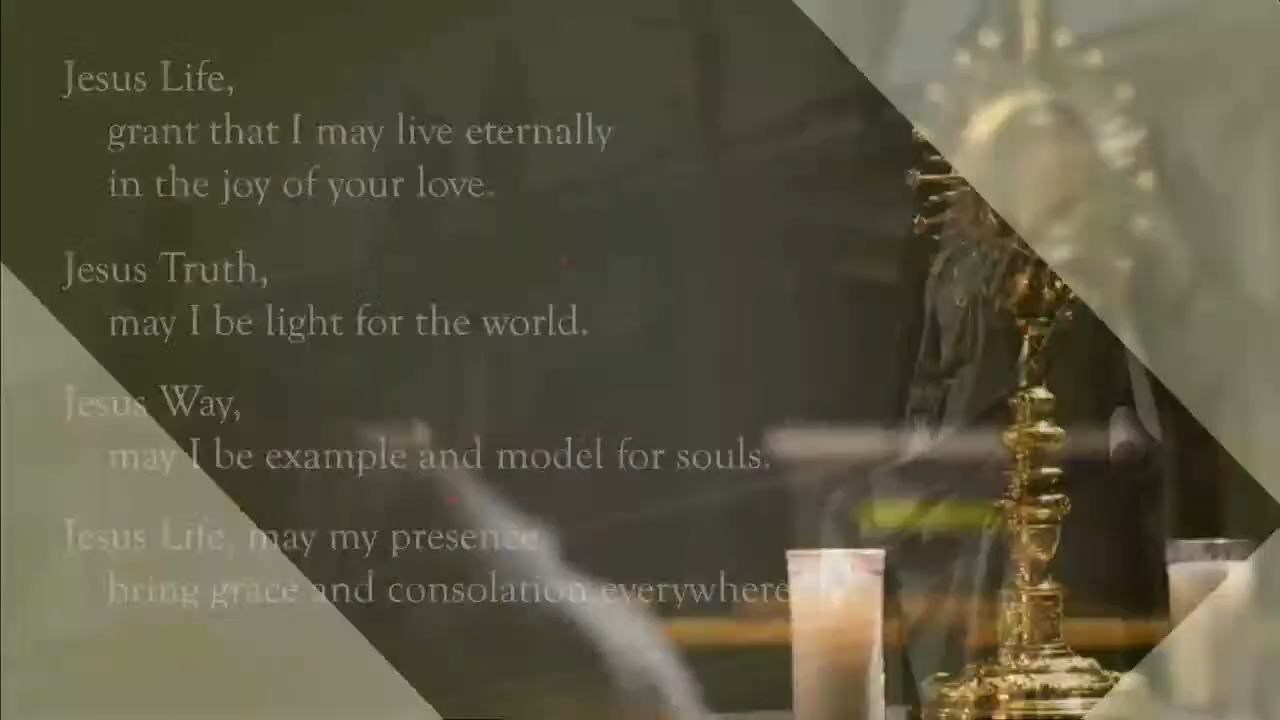 Jesus Life,
grant that I may live eternally
in the joy of your love.
Jesus Truth,
may I be light for the world.
Jesus Way,
may I be example and model for souls.
Jesus Life, may my presence
bring grace and consolation everywhere